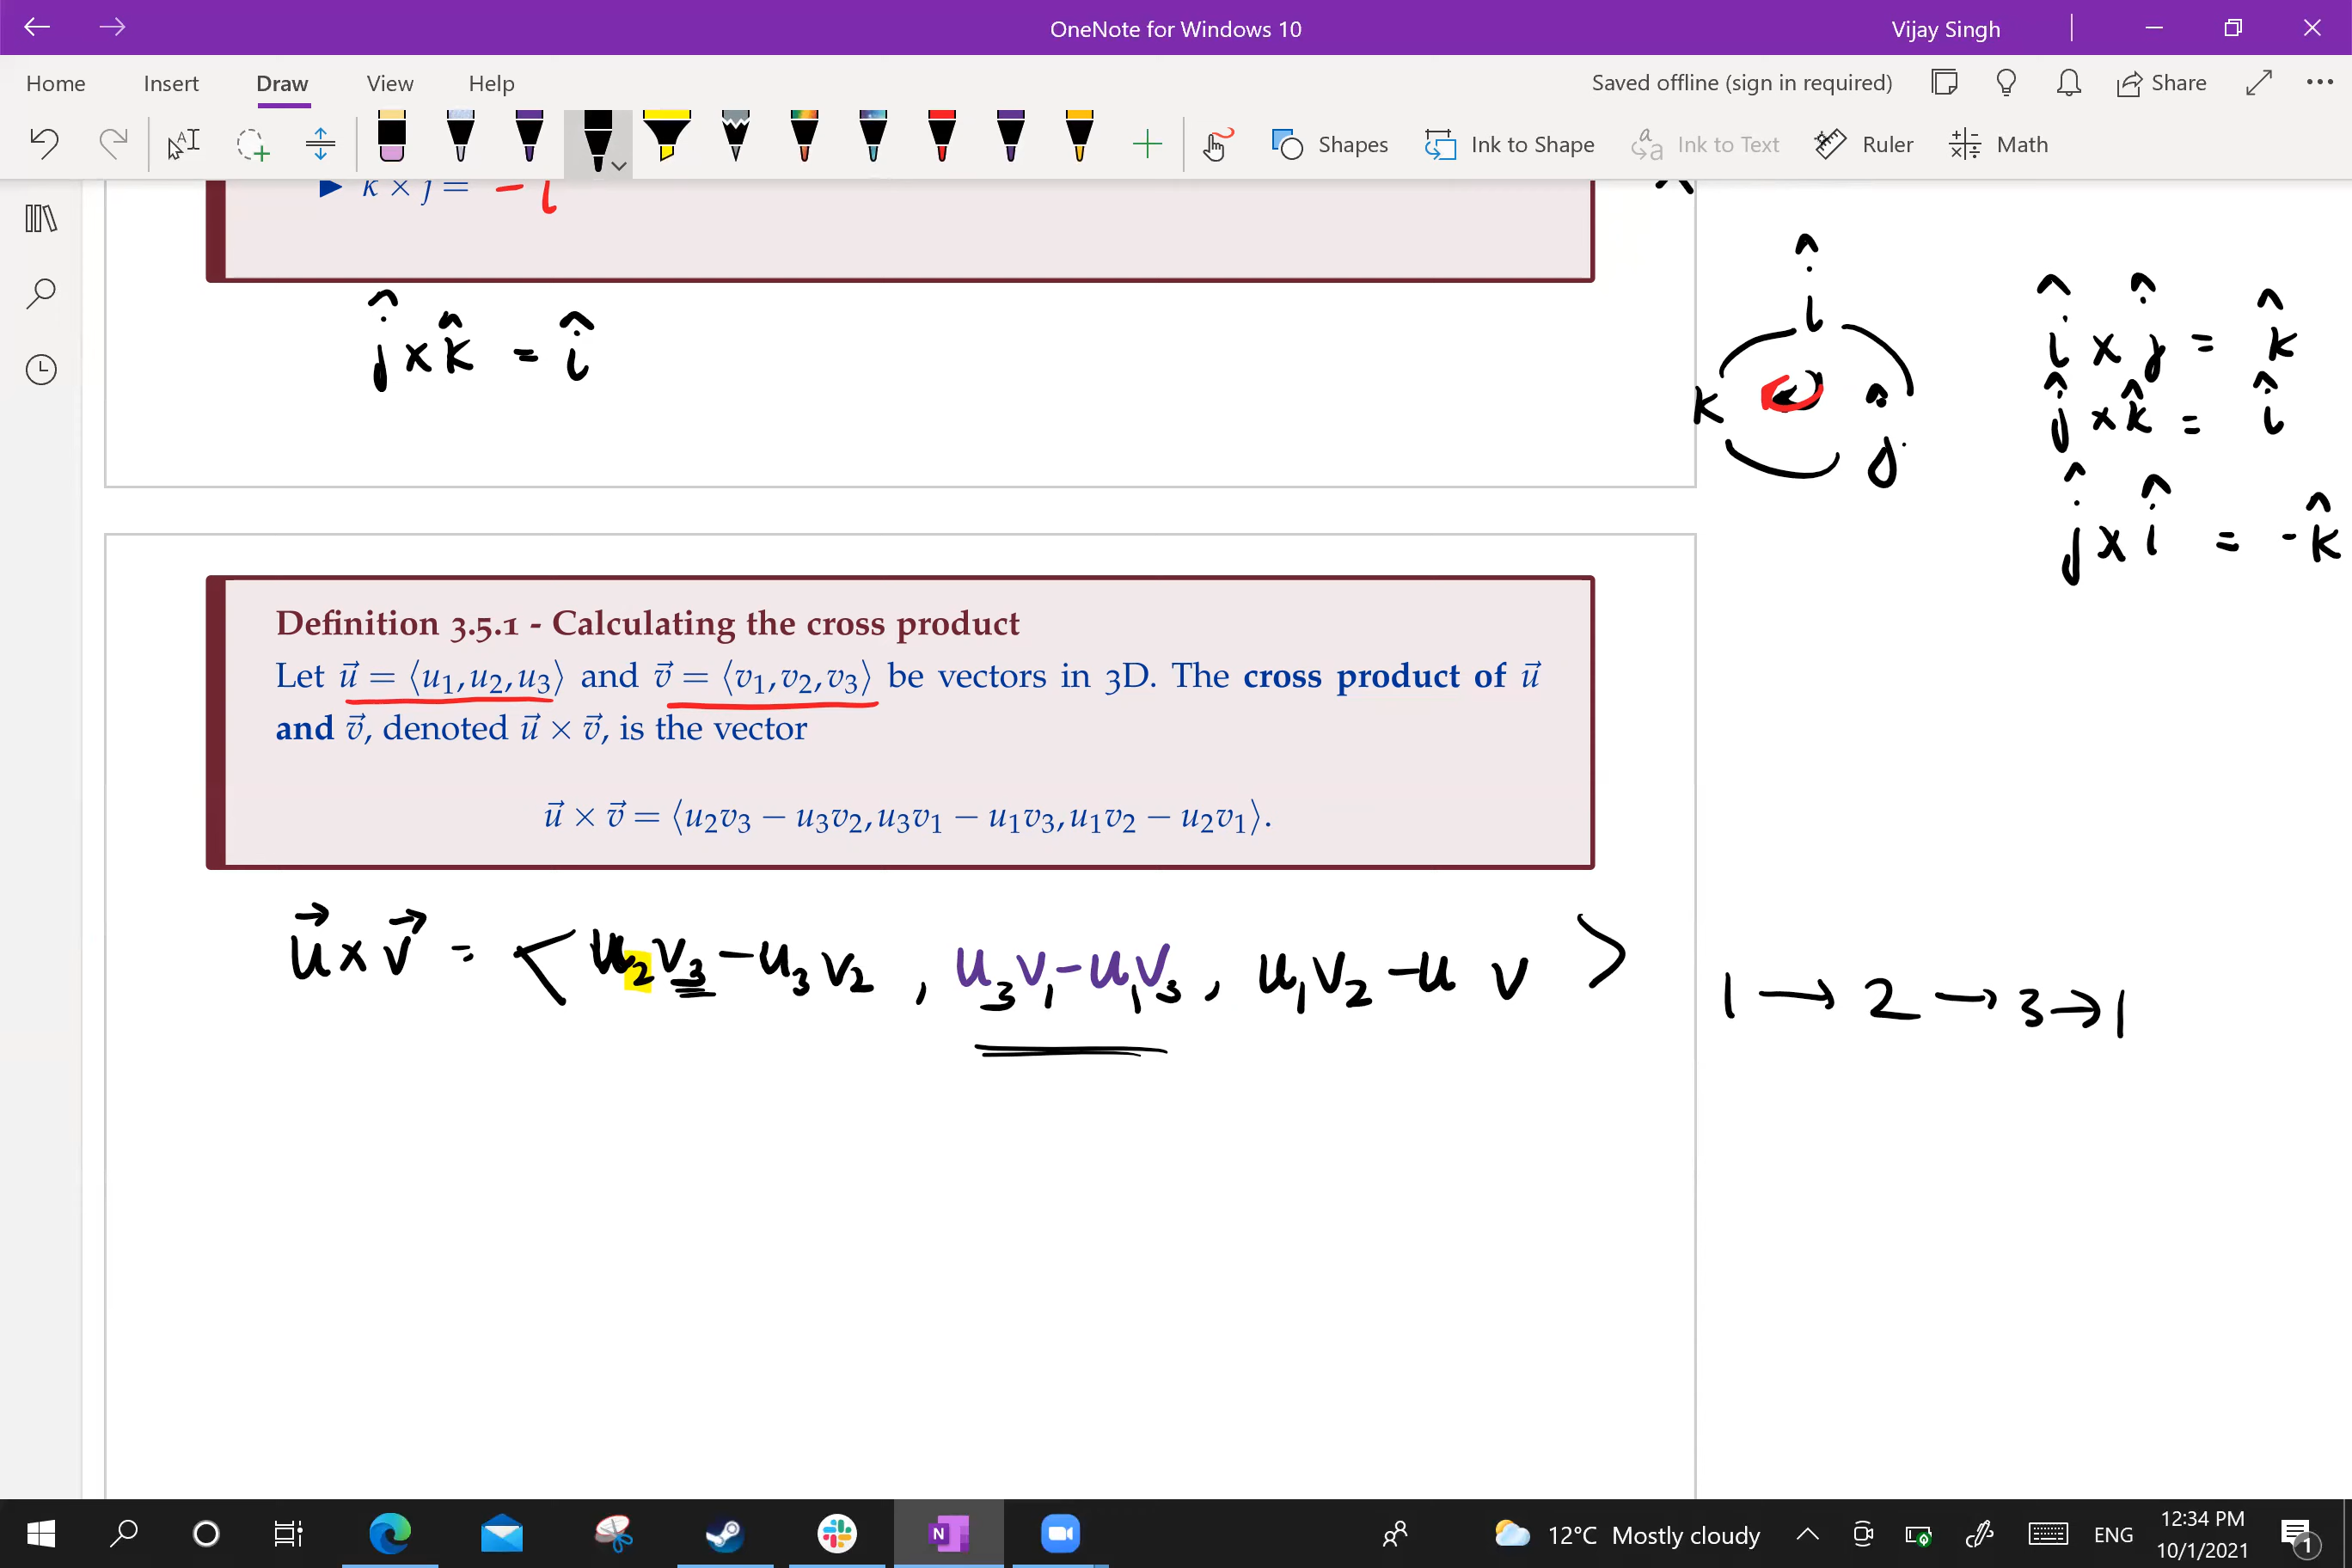 OneNote for Windows 10 Vijay Singh
Home Insert Draw View Help Saved offline (sign in required) Share
Shapes Ink to Shape Ink to Text Ruler Math
▶ k × j = - i
ĵ × k̂ = î
î
k ĵ
î × ĵ = k̂
ĵ × k̂ = î
ĵ × î = -k̂
Definition 3.5.1 - Calculating the cross product
Let u⃗ = ⟨u₁, u₂, u₃⟩ and v⃗ = ⟨v₁, v₂, v₃⟩ be vectors in 3D. The cross product of u⃗
and v⃗, denoted u⃗ × v⃗, is the vector
u⃗ × v⃗ = ⟨u₂v₃ − u₃v₂, u₃v₁ − u₁v₃, u₁v₂ − u₂v₁⟩.
u⃗ × v⃗ = < u₂v₃ - u₃v₂ , u₃v₁ - u₁v₃ , u₁v₂ - u v >
1 → 2 → 3 → 1
12°C Mostly cloudy ENG 12:34 PM
10/1/2021 1